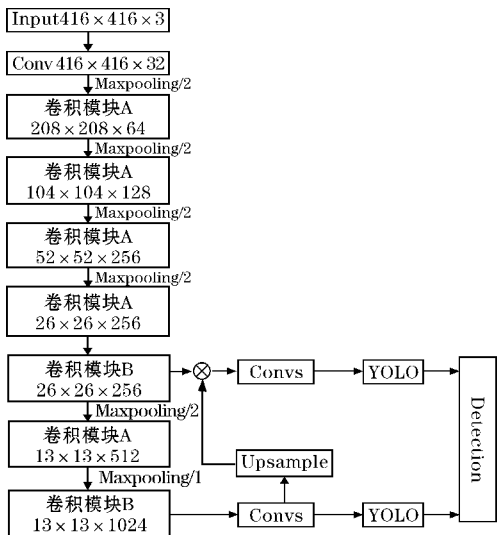 Input416×416×3
Conv 416×416×32
Maxpooling/2
卷积模块A
208×208×64
Maxpooling/2
卷积模块A
104×104×128
Maxpooling/2
卷积模块A
52×52×256
Maxpooling/2
卷积模块A
26×26×256
卷积模块B
26×26×256
Convs
YOLO
Maxpooling/2
卷积模块A
13×13×512
Upsample
Maxpooling/1
卷积模块B
13×13×1024
Convs
YOLO
Detection